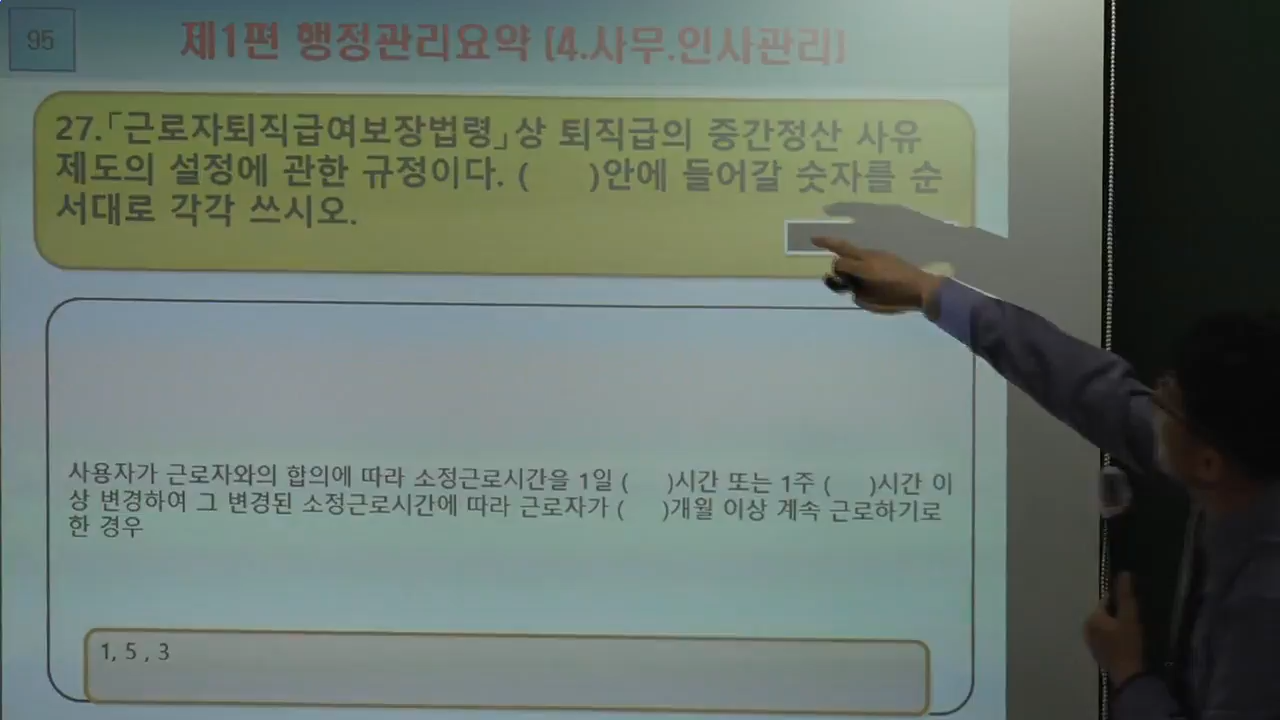 95
제1편 행정관리요약 (4.사무.인사관리)
27.「근로자퇴직급여보장법령」상 퇴직급의 중간정산 사유
제도의 설정에 관한 규정이다. (    )안에 들어갈 숫자를 순
서대로 각각 쓰시오.
사용자가 근로자와의 합의에 따라 소정근로시간을 1일 (    )시간 또는 1주 (    )시간 이
상 변경하여 그 변경된 소정근로시간에 따라 근로자가 (    )개월 이상 계속 근로하기로
한 경우
1, 5 , 3